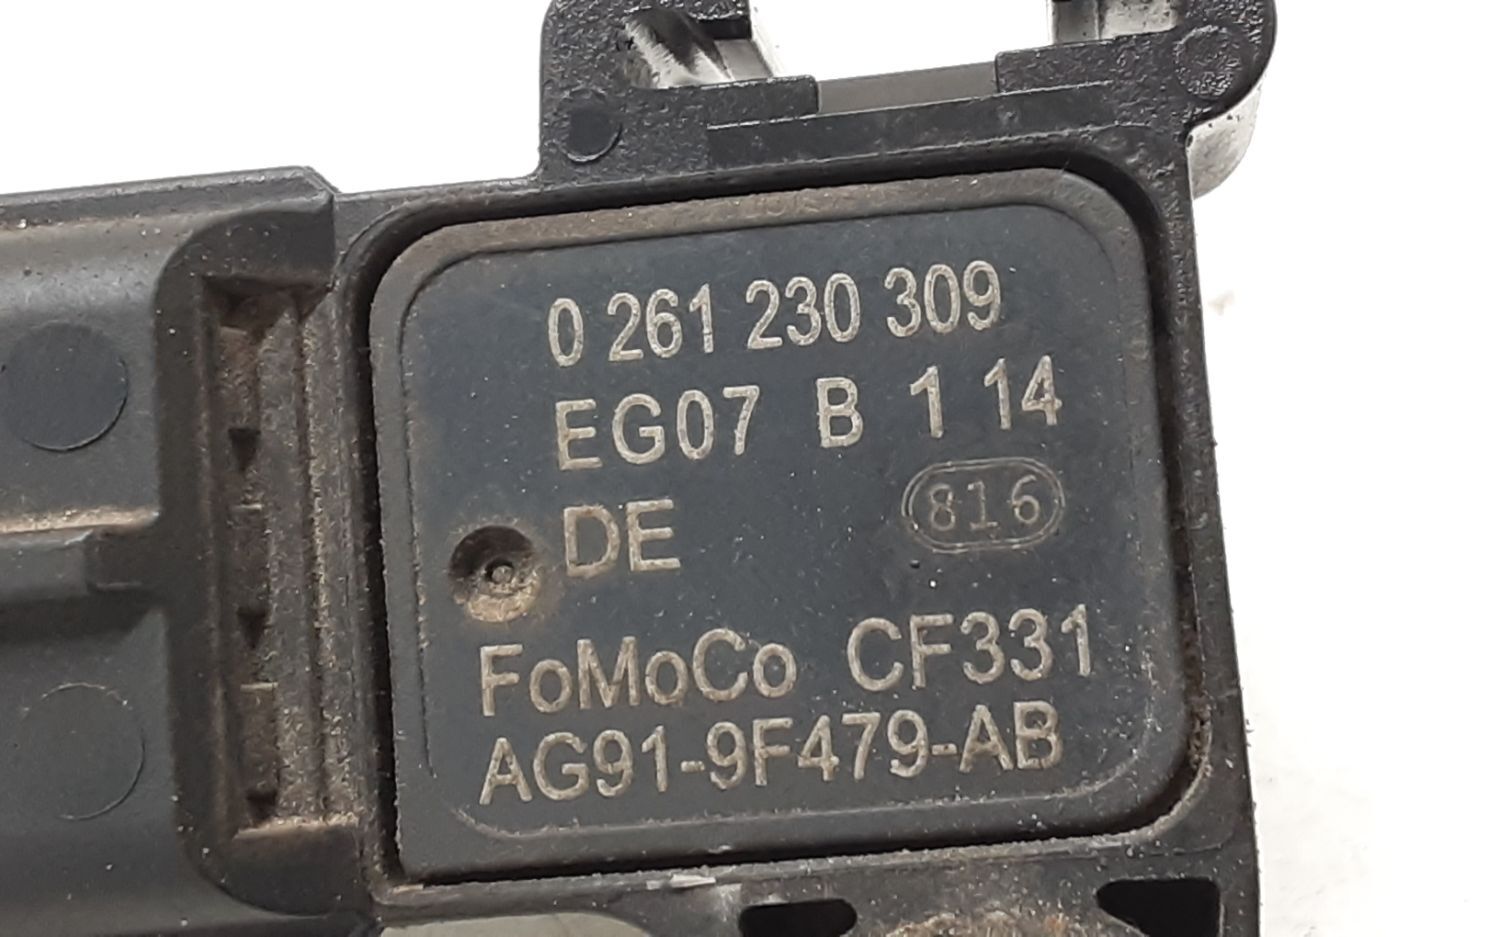 0 261 230 309
EG07 B 1 14
DE 816
FoMoCo CF331
AG91-9F479-AB